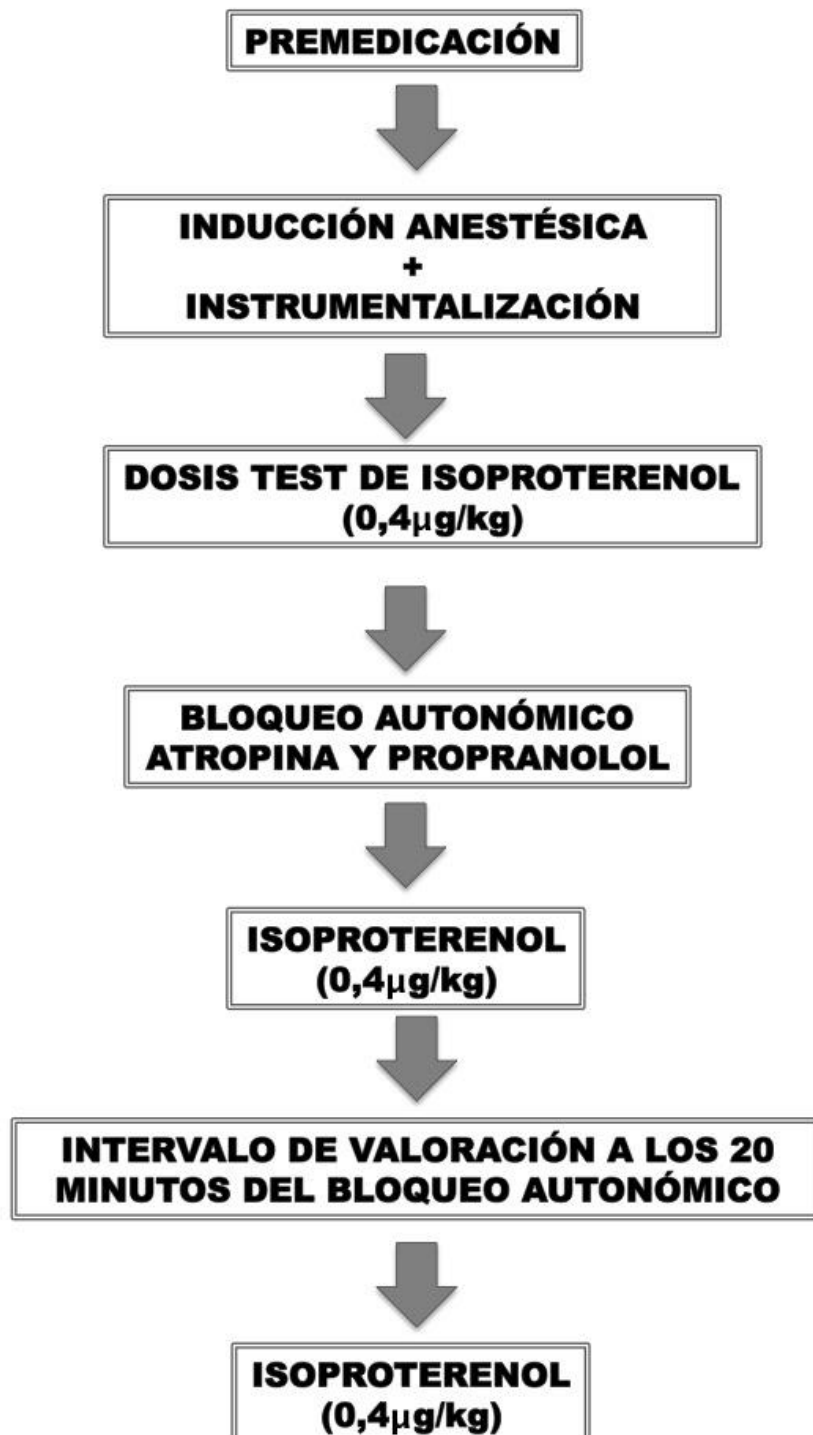 PREMEDICACIÓN
INDUCCIÓN ANESTÉSICA
+
INSTRUMENTALIZACIÓN
DOSIS TEST DE ISOPROTERENOL
(0,4µg/kg)
BLOQUEO AUTONÓMICO
ATROPINA Y PROPRANOLOL
ISOPROTERENOL
(0,4µg/kg)
INTERVALO DE VALORACIÓN A LOS 20
MINUTOS DEL BLOQUEO AUTONÓMICO
ISOPROTERENOL
(0,4µg/kg)